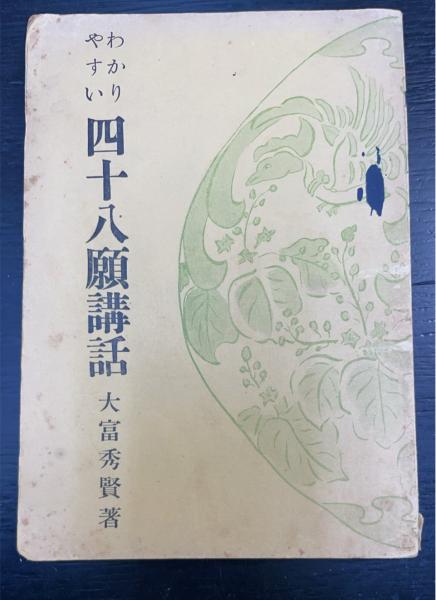 わかり
やすい
四十八願講話
大富秀賢著